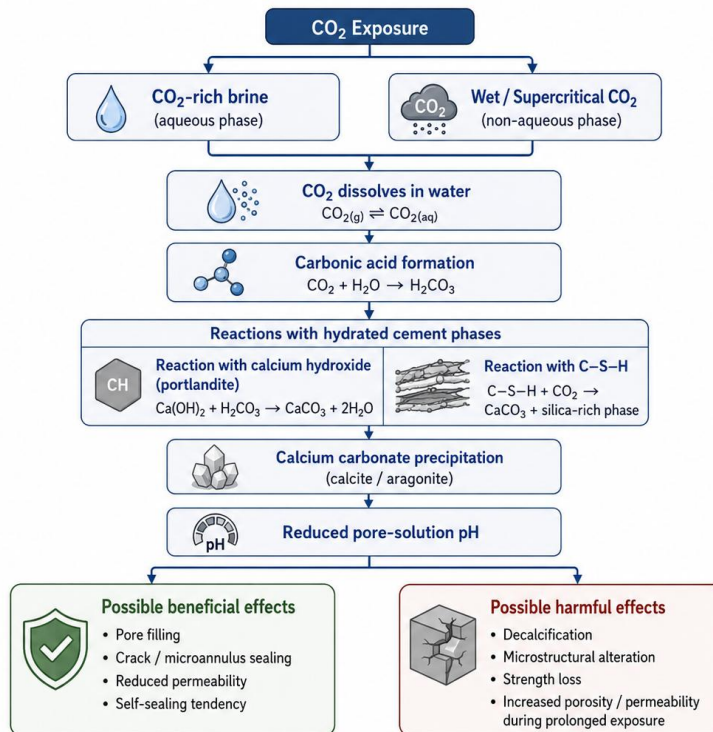 CO₂ Exposure
CO₂-rich brine
(aqueous phase)
CO₂
Wet / Supercritical CO₂
(non-aqueous phase)
CO₂ dissolves in water
CO₂(g) ⇌ CO₂(aq)
Carbonic acid formation
CO₂ + H₂O → H₂CO₃
Reactions with hydrated cement phases
CH
Reaction with calcium hydroxide
(portlandite)
Ca(OH)₂ + H₂CO₃ → CaCO₃ + 2H₂O
Reaction with C–S–H
C–S–H + CO₂ →
CaCO₃ + silica-rich phase
Calcium carbonate precipitation
(calcite / aragonite)
pH
Reduced pore-solution pH
Possible beneficial effects
• Pore filling
• Crack / microannulus sealing
• Reduced permeability
• Self-sealing tendency
Possible harmful effects
• Decalcification
• Microstructural alteration
• Strength loss
• Increased porosity / permeability
during prolonged exposure